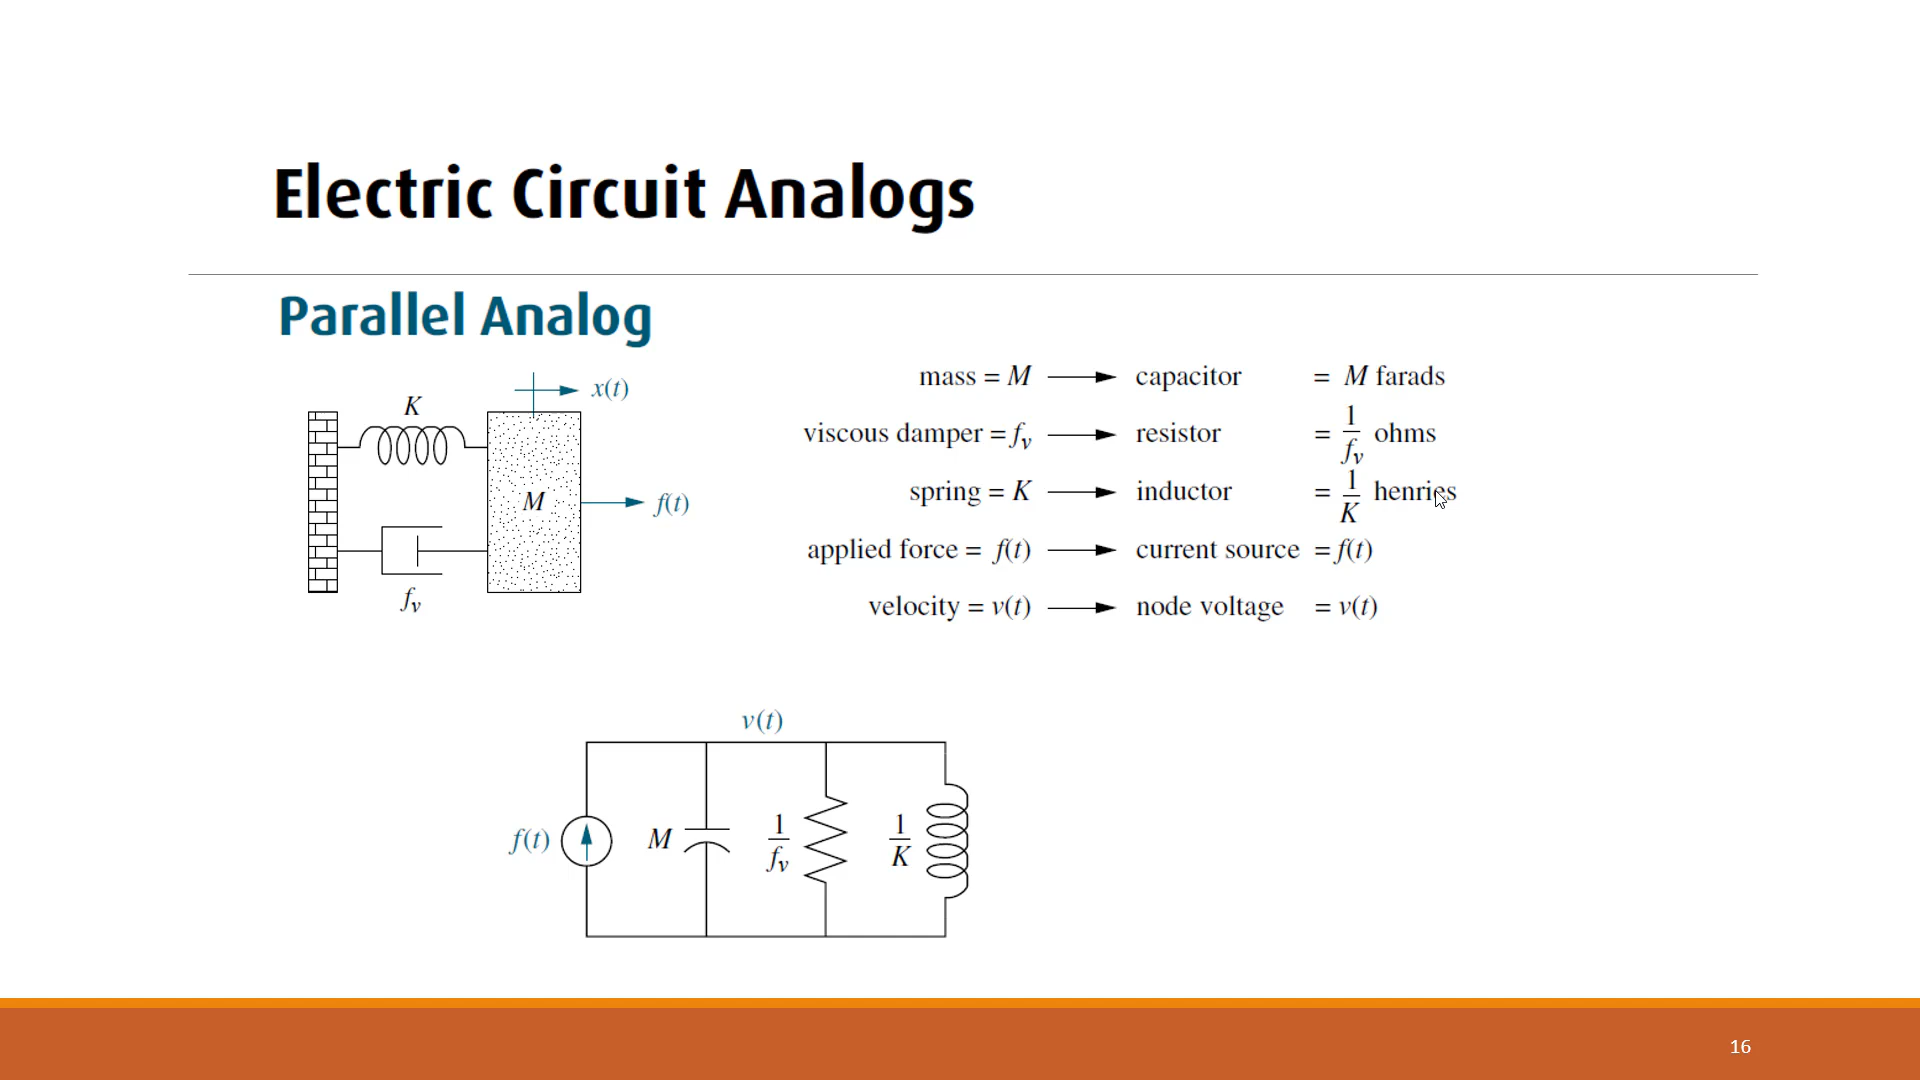 Electric Circuit Analogs
Parallel Analog
x(t)
K
M
f(t)
fv
mass = M → capacitor = M farads
viscous damper = fv → resistor = 1/fv ohms
spring = K → inductor = 1/K henries
applied force = f(t) → current source = f(t)
velocity = v(t) → node voltage = v(t)
v(t)
f(t) M 1/fv 1/K
16